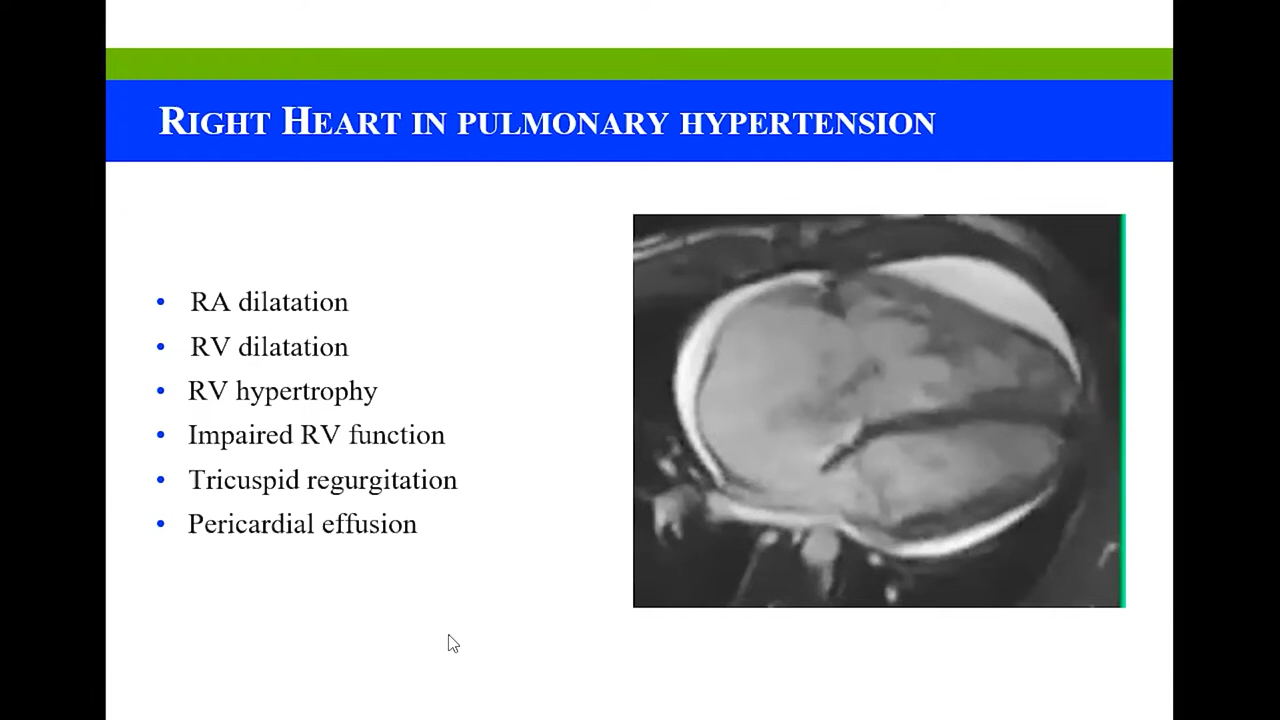 RIGHT HEART IN PULMONARY HYPERTENSION
• RA dilatation
• RV dilatation
• RV hypertrophy
• Impaired RV function
• Tricuspid regurgitation
• Pericardial effusion